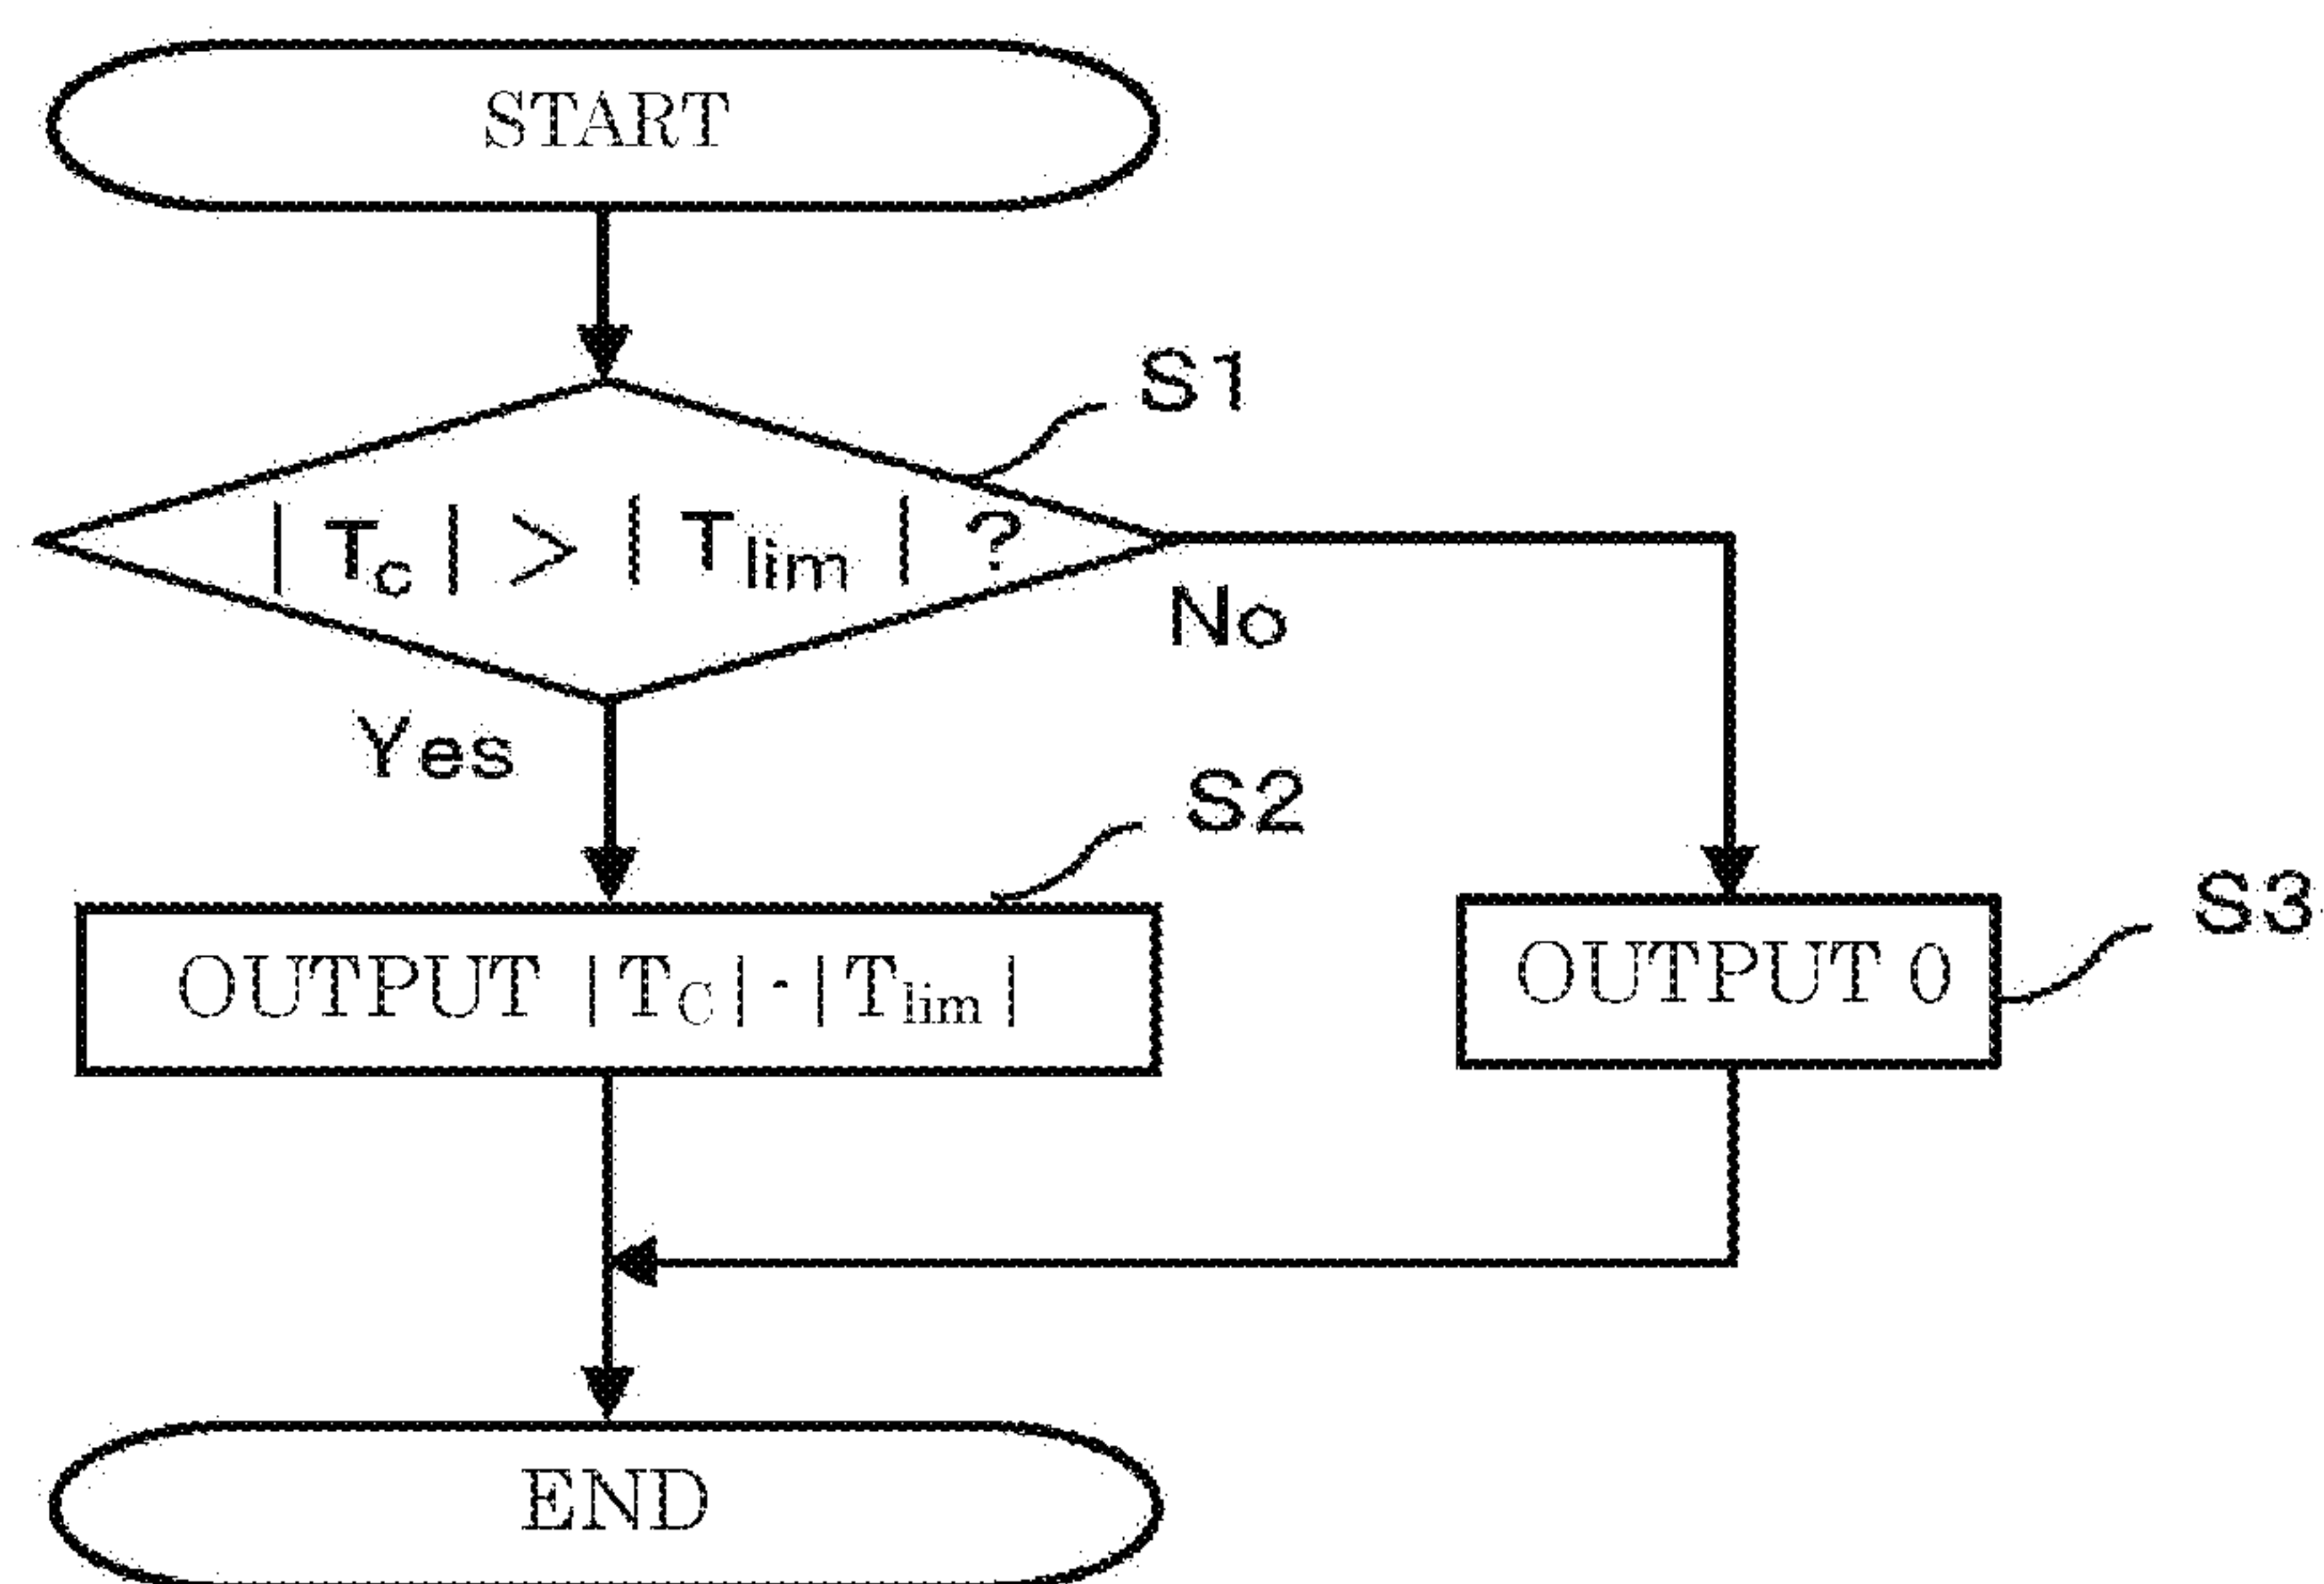 START
S1
| Tc | > | Tlim | ?
No
Yes
S2
OUTPUT |TC|-|Tlim|
S3
OUTPUT 0
END